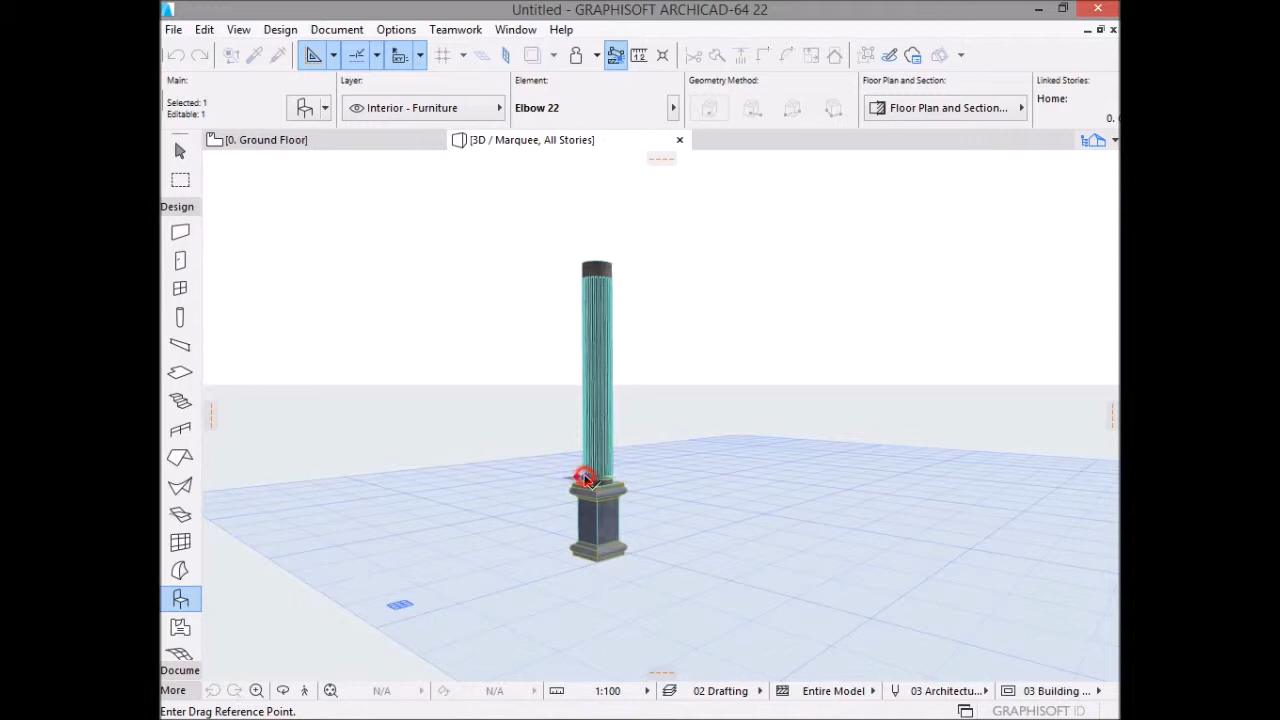 Untitled - GRAPHISOFT ARCHICAD-64 22
File Edit View Design Document Options Teamwork Window Help
Main: Layer: Element: Geometry Method: Floor Plan and Section: Linked Stories:
Selected: 1
Editable: 1
Interior - Furniture
Elbow 22
Floor Plan and Section...
Home:
0.
[0. Ground Floor]
[3D / Marquee, All Stories]
Design
Docume
More
N/A
N/A
1:100
02 Drafting
Entire Model
03 Architectu...
03 Building ...
Enter Drag Reference Point.
GRAPHISOFT ID